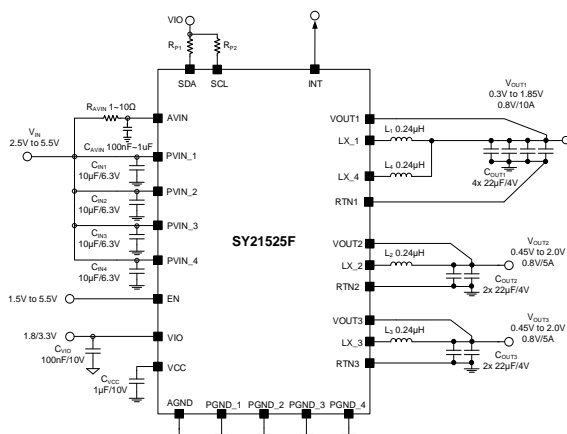 VIO
RP1
RP2
SDA
SCL
INT
RAVIN 1~10Ω
AVIN
CAVIN 100nF~1uF
VIN
2.5V to 5.5V
CIN1
10µF/6.3V
PVIN_1
CIN2
10µF/6.3V
PVIN_2
CIN3
10µF/6.3V
PVIN_3
CIN4
10µF/6.3V
PVIN_4
1.5V to 5.5V
EN
1.8/3.3V
VIO
CVIO
100nF/10V
VCC
CVCC
1µF/10V
SY21525F
AGND
PGND_1
PGND_2
PGND_3
PGND_4
VOUT1
LX_1
L1 0.24µH
LX_4
L4 0.24µH
RTN1
VOUT1
0.3V to 1.85V
0.8V/10A
COUT1
4x 22µF/4V
VOUT2
LX_2
L2 0.24µH
RTN2
VOUT2
0.45V to 2.0V
0.8V/5A
COUT2
2x 22µF/4V
VOUT3
LX_3
L3 0.24µH
RTN3
VOUT3
0.45V to 2.0V
0.8V/5A
COUT3
2x 22µF/4V